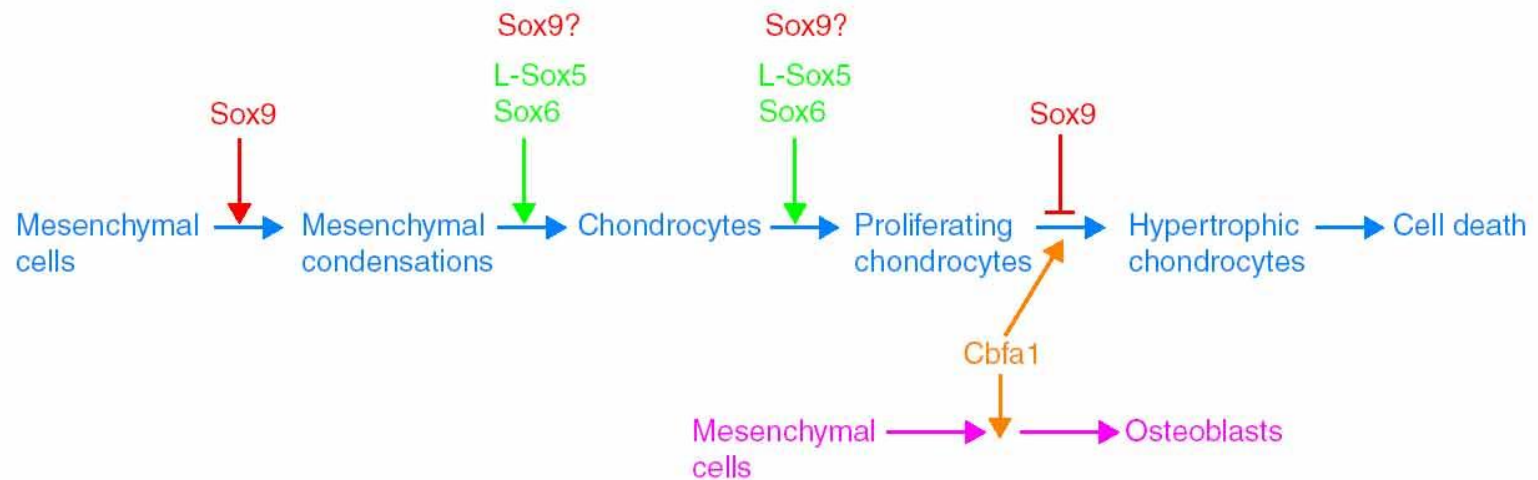 Sox9?
Sox9?
L-Sox5
L-Sox5
Sox6
Sox6
Sox9
Sox9
Mesenchymal
cells
Mesenchymal
condensations
Chondrocytes
Proliferating
chondrocytes
Hypertrophic
chondrocytes
Cell death
Cbfa1
Mesenchymal
cells
Osteoblasts